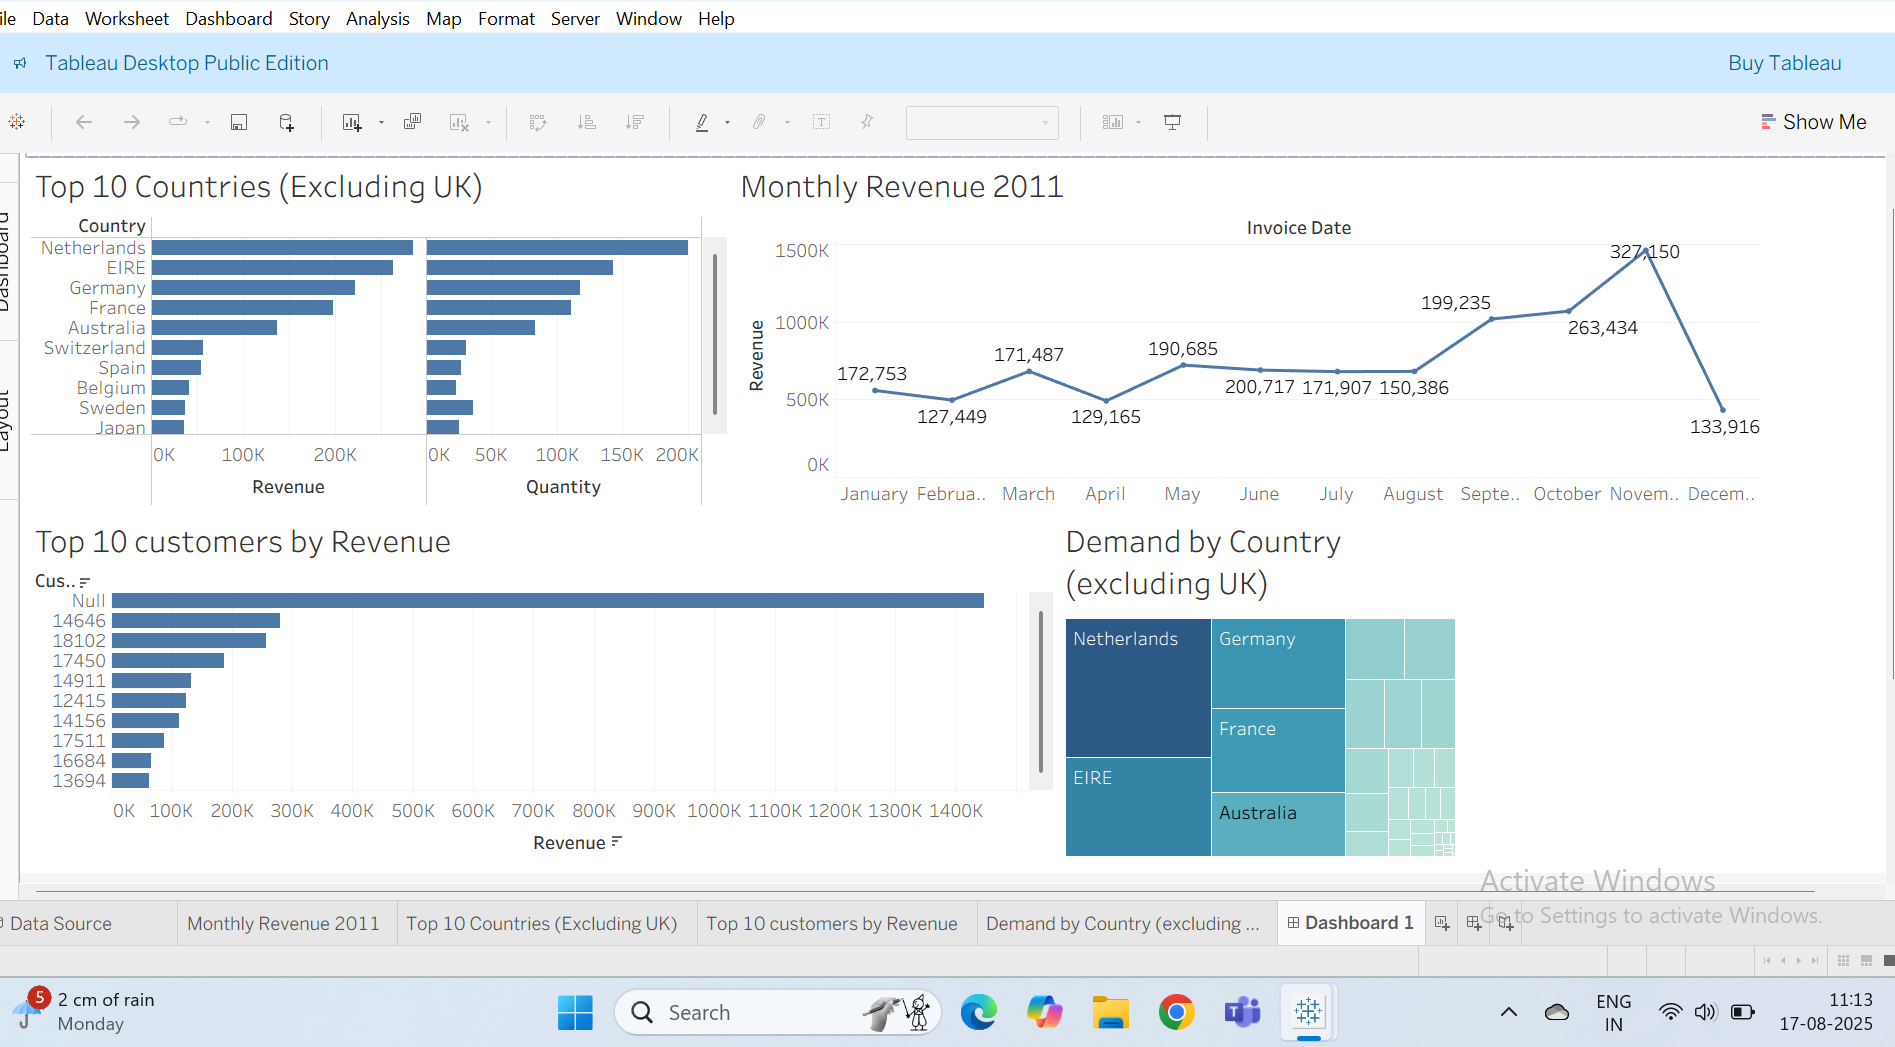 ile Data Worksheet Dashboard Story Analysis Map Format Server Window Help
Tableau Desktop Public Edition
Buy Tableau
Show Me
Dashboard
Layout
Top 10 Countries (Excluding UK)
Country
Netherlands
EIRE
Germany
France
Australia
Switzerland
Spain
Belgium
Sweden
Japan
0K 100K 200K
0K 50K 100K 150K 200K
Revenue
Quantity
Monthly Revenue 2011
Invoice Date
Revenue
1500K
1000K
500K
0K
172,753
127,449
171,487
129,165
190,685
200,717
171,907
150,386
199,235
263,434
327,150
133,916
January Februa.. March April May June July August Septe.. October Novem.. Decem..
Top 10 customers by Revenue
Cus..
Null
14646
18102
17450
14911
12415
14156
17511
16684
13694
0K 100K 200K 300K 400K 500K 600K 700K 800K 900K 1000K 1100K 1200K 1300K 1400K
Revenue
Demand by Country
(excluding UK)
Netherlands
EIRE
Germany
France
Australia
Activate Windows
Go to Settings to activate Windows.
Data Source
Monthly Revenue 2011
Top 10 Countries (Excluding UK)
Top 10 customers by Revenue
Demand by Country (excluding ...
Dashboard 1
5
2 cm of rain
Monday
Search
T
ENG
IN
11:13
17-08-2025